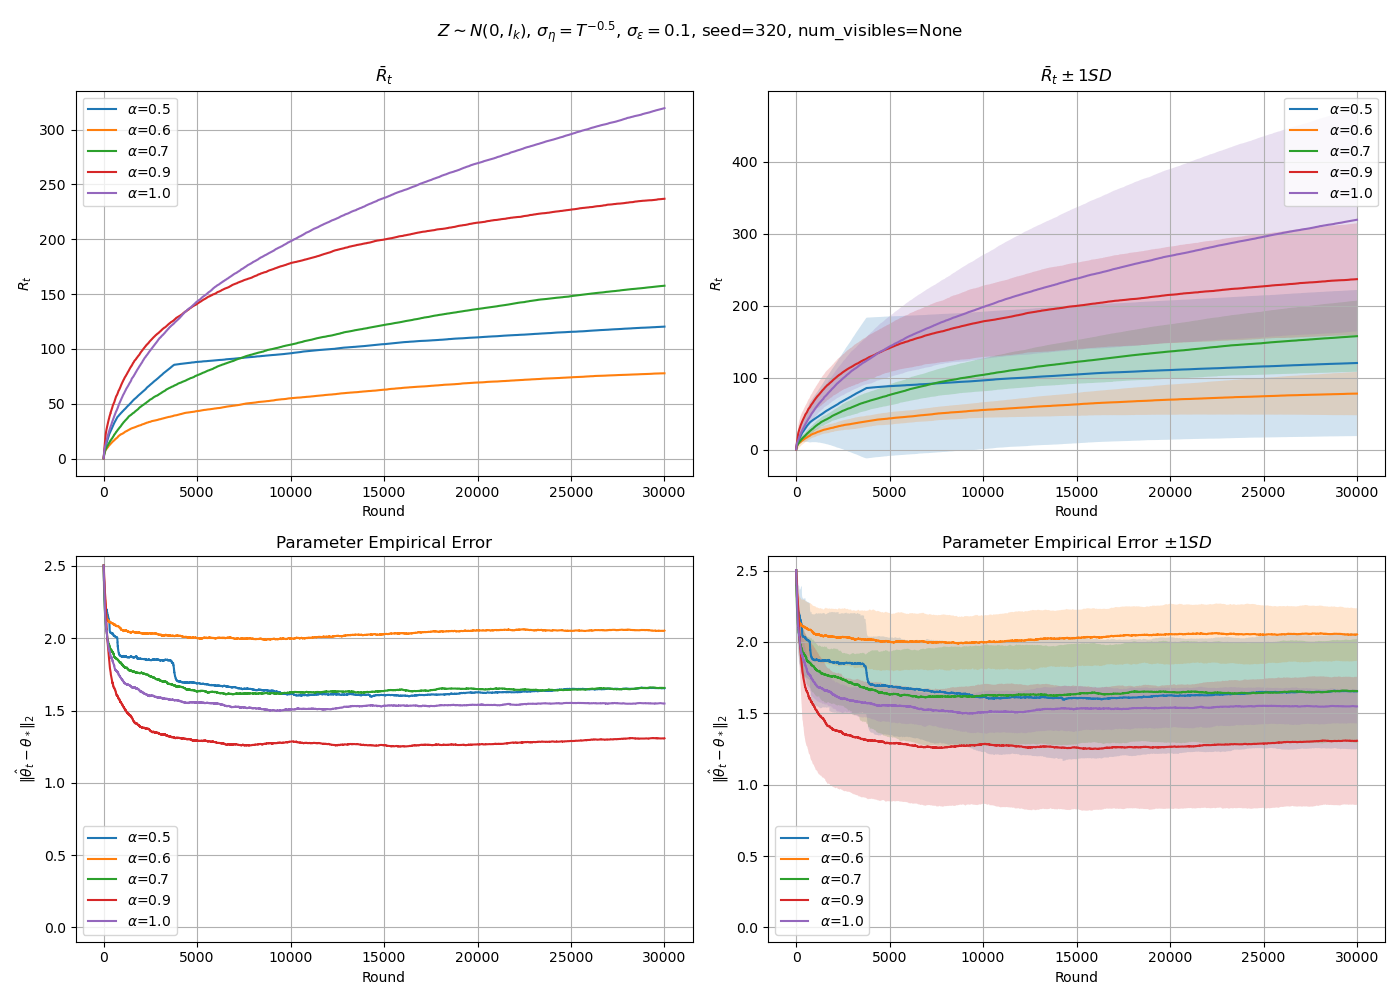 Z ~ N(0, I_k), σ_η = T^{-0.5}, σ_ε = 0.1, seed=320, num_visibles=None
R̄_t
R_t
300
250
200
150
100
50
0
α=0.5
α=0.6
α=0.7
α=0.9
α=1.0
0 5000 10000 15000 20000 25000 30000
Round
R̄_t ± 1SD
R_t
400
300
200
100
0
α=0.5
α=0.6
α=0.7
α=0.9
α=1.0
0 5000 10000 15000 20000 25000 30000
Round
Parameter Empirical Error
‖θ̂_t − θ_*‖_2
2.5
2.0
1.5
1.0
0.5
0.0
α=0.5
α=0.6
α=0.7
α=0.9
α=1.0
0 5000 10000 15000 20000 25000 30000
Round
Parameter Empirical Error ±1SD
‖θ̂_t − θ_*‖_2
2.5
2.0
1.5
1.0
0.5
0.0
α=0.5
α=0.6
α=0.7
α=0.9
α=1.0
0 5000 10000 15000 20000 25000 30000
Round